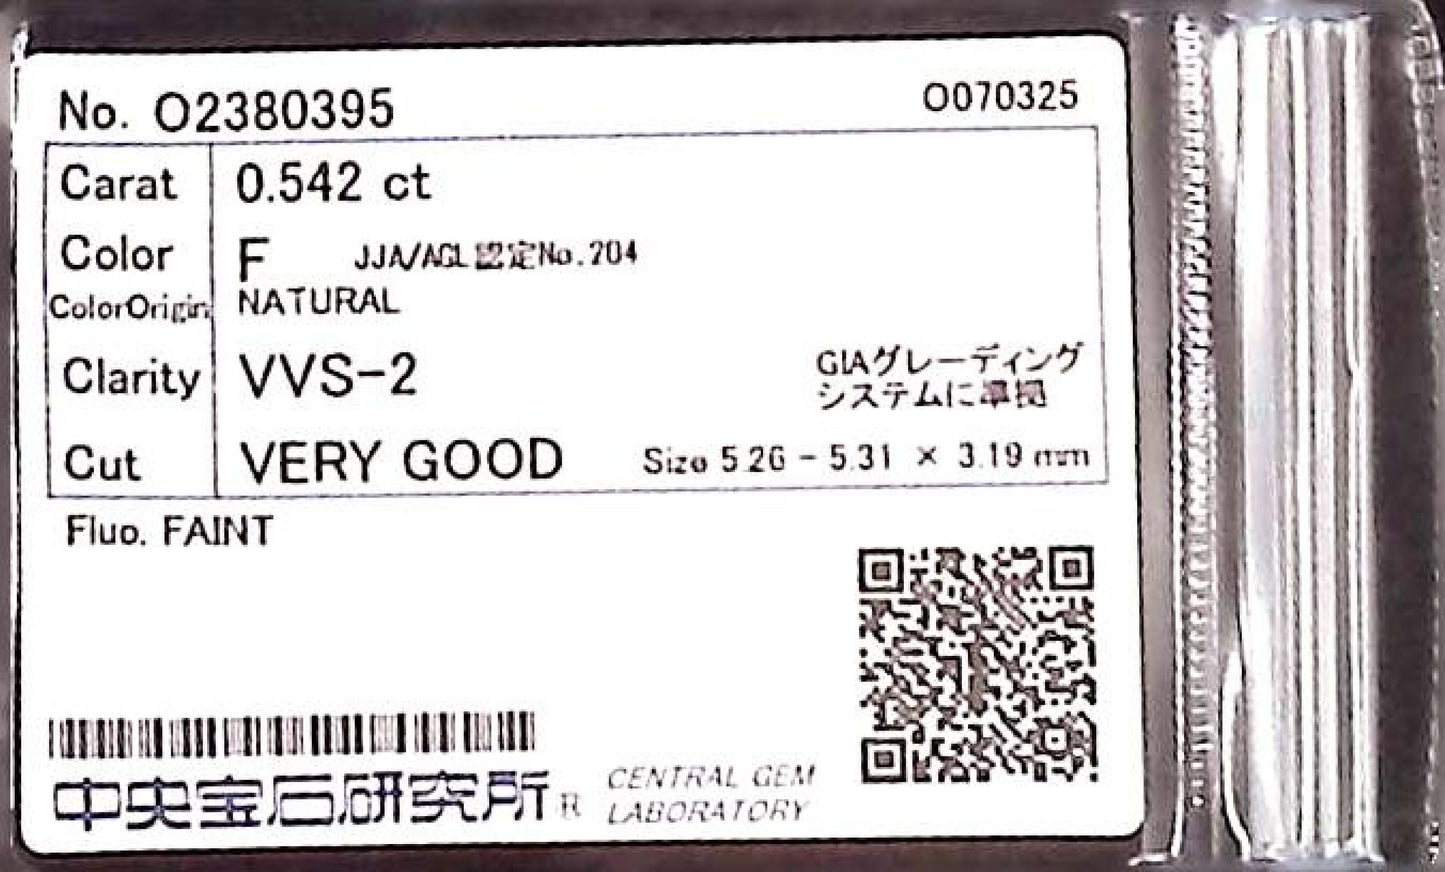 No. O2380395 O070325
Carat 0.542 ct
Color F JJA/AGL認定No.204
ColorOrigin NATURAL
Clarity VVS-2 GIAグレーディング
システムに準拠
Cut VERY GOOD Size 5.26 - 5.31 × 3.19 mm
Fluo. FAINT
中央宝石研究所® CENTRAL GEM
LABORATORY